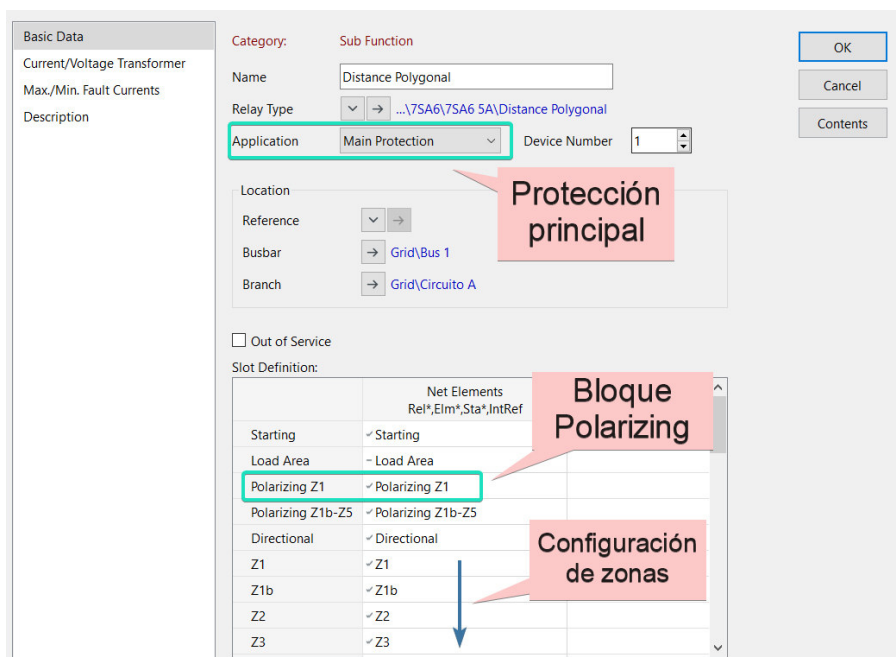 Basic Data
Current/Voltage Transformer
Max./Min. Fault Currents
Description
Category: Sub Function
Name Distance Polygonal
Relay Type ...\7SA6\7SA6 5A\Distance Polygonal
Application Main Protection Device Number 1
OK
Cancel
Contents
Protección
principal
Location
Reference
Busbar Grid\Bus 1
Branch Grid\Circuito A
Out of Service
Slot Definition:
Net Elements
Rel*,Elm*,Sta*,IntRef
Bloque
Polarizing
Starting Starting
Load Area Load Area
Polarizing Z1 Polarizing Z1
Polarizing Z1b-Z5 Polarizing Z1b-Z5
Directional Directional
Configuración
de zonas
Z1 Z1
Z1b Z1b
Z2 Z2
Z3 Z3